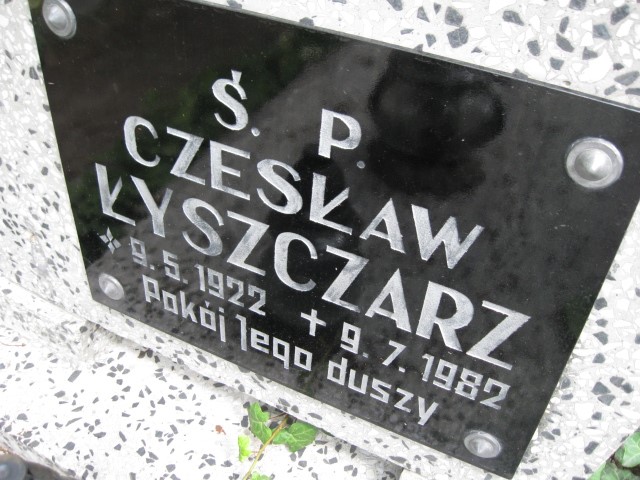 Ś. P.
CZESŁAW
ŁYSZCZARZ
* 9. 5. 1922 + 9. 7. 1982
Pokój Jego duszy